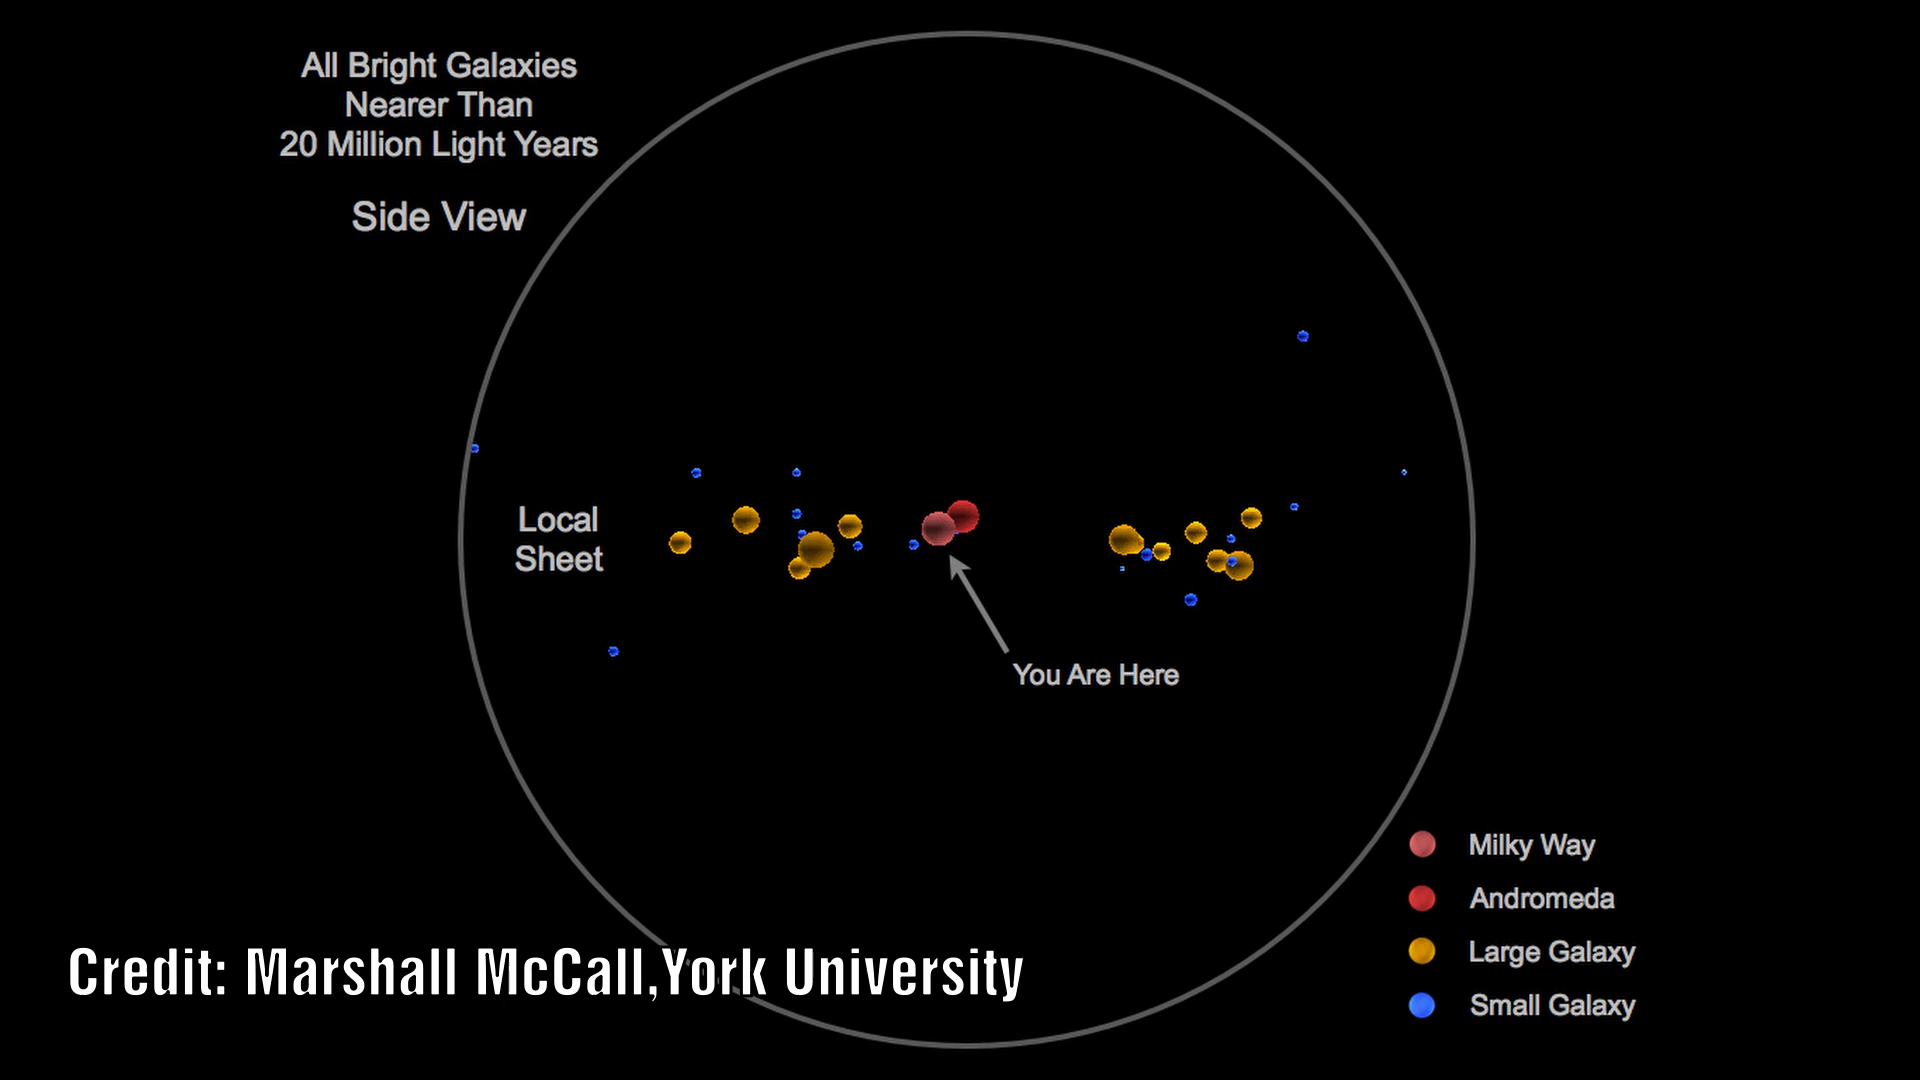 All Bright Galaxies
Nearer Than
20 Million Light Years
Side View
Local
Sheet
You Are Here
Milky Way
Andromeda
Large Galaxy
Small Galaxy
Credit: Marshall McCall,York University